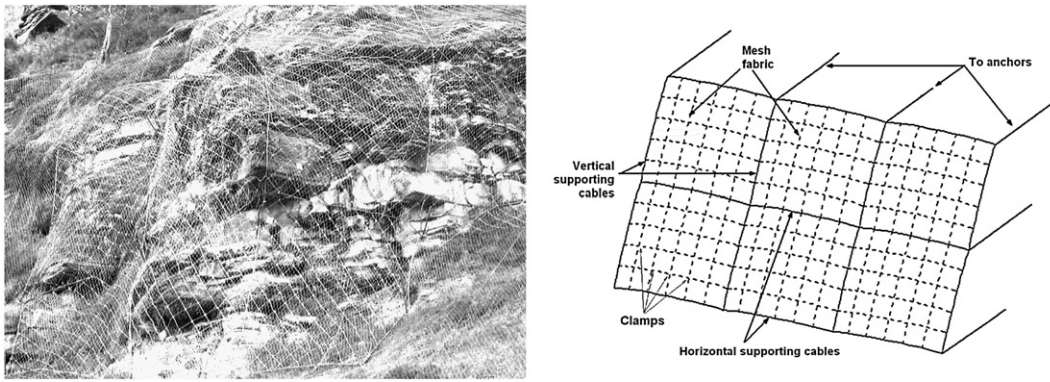 Mesh
fabric
To anchors
Vertical
supporting
cables
Clamps
Horizontal supporting cables